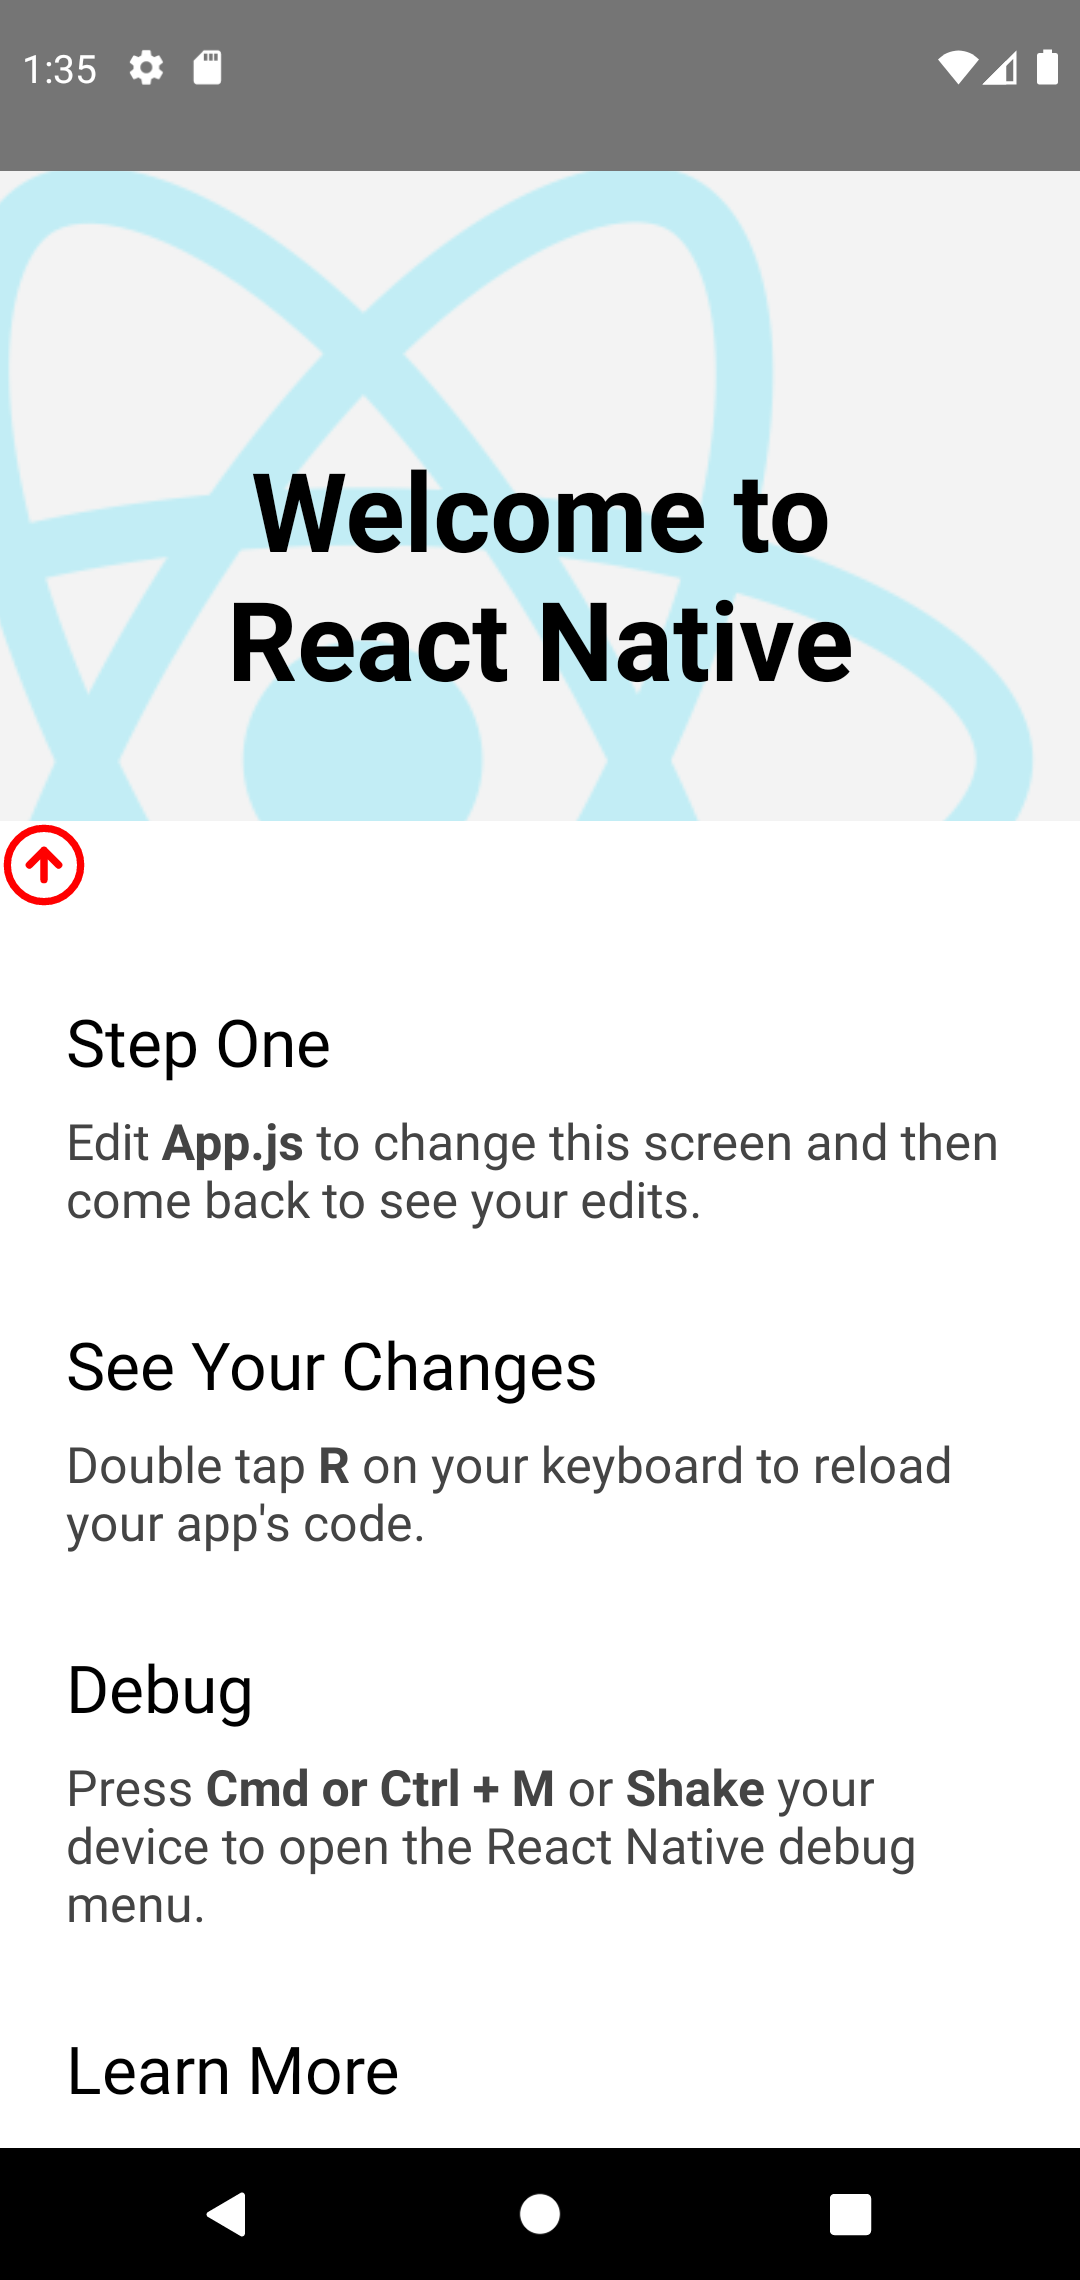 1:35
Welcome to
React Native
Step One
Edit App.js to change this screen and then
come back to see your edits.
See Your Changes
Double tap R on your keyboard to reload
your app's code.
Debug
Press Cmd or Ctrl + M or Shake your
device to open the React Native debug
menu.
Learn More